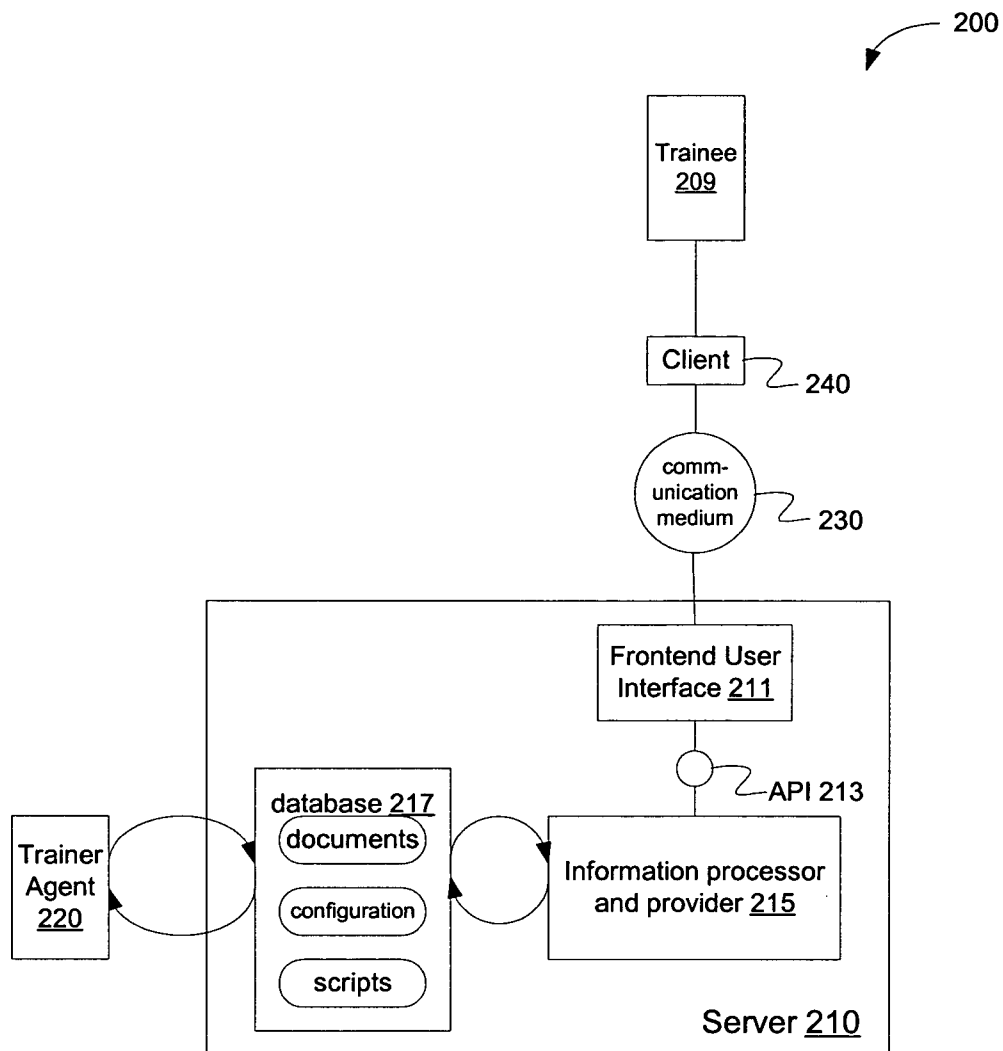 200
Trainee
209
Client
240
comm-
unication
medium
230
Frontend User
Interface 211
API 213
database 217
documents
configuration
scripts
Trainer
Agent
220
Information processor
and provider 215
Server 210